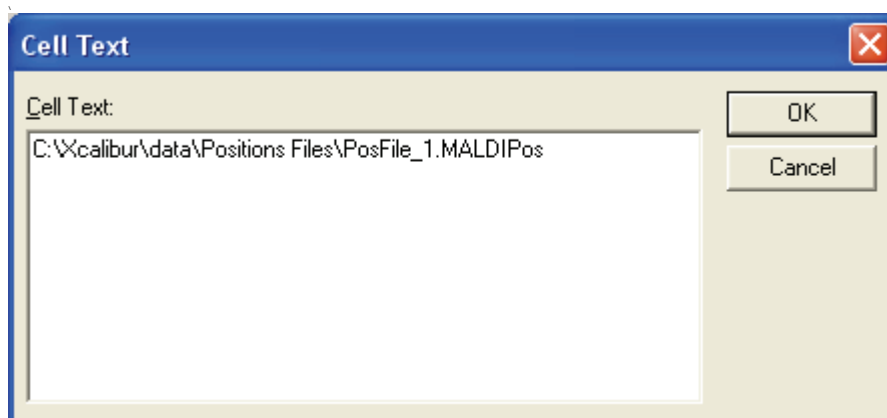 Cell Text
Cell Text:
OK
C:\Xcalibur\data\Positions Files\PosFile_1.MALDIPos
Cancel